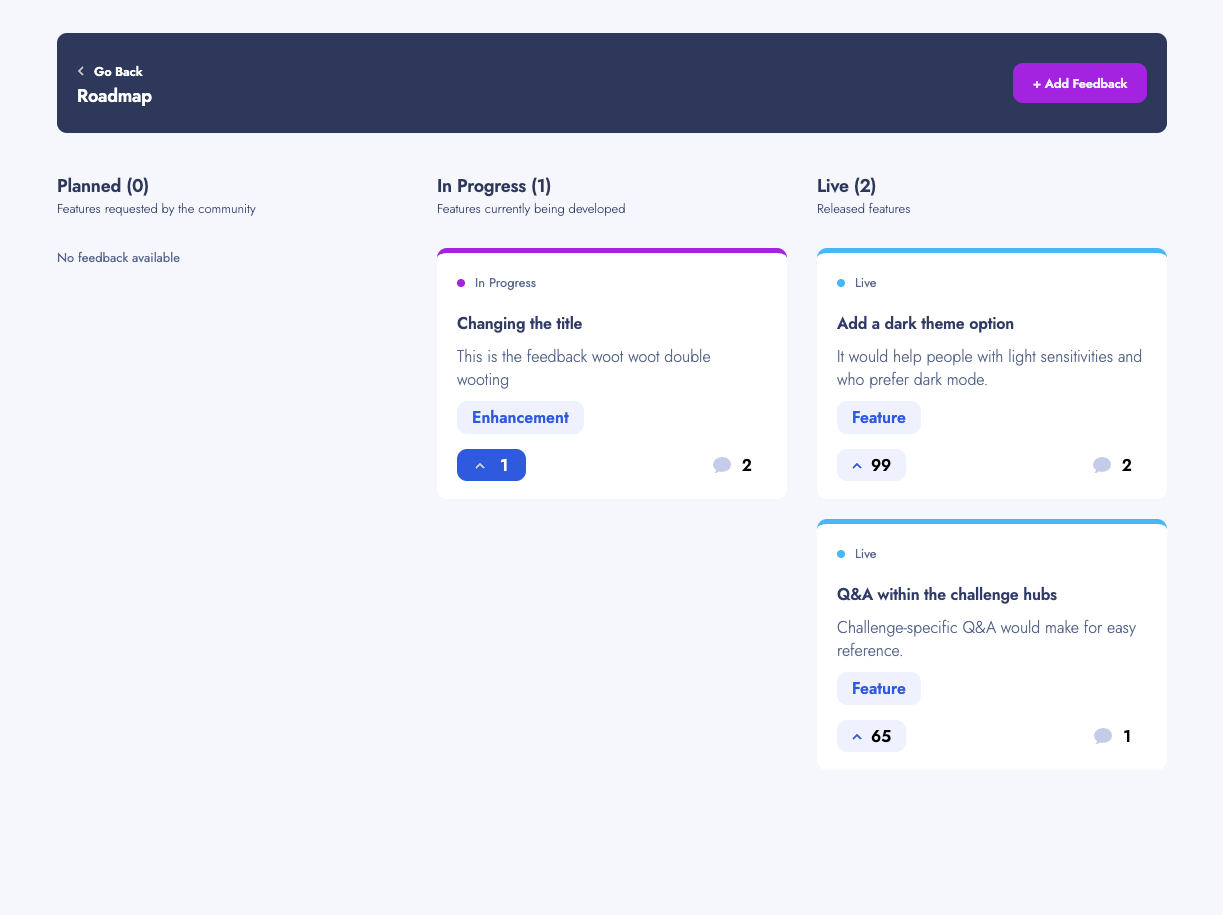 Go Back
Roadmap
+ Add Feedback
Planned (0)
Features requested by the community
No feedback available
In Progress (1)
Features currently being developed
In Progress
Changing the title
This is the feedback woot woot double
wooting
Enhancement
1
2
Live (2)
Released features
Live
Add a dark theme option
It would help people with light sensitivities and
who prefer dark mode.
Feature
99
2
Live
Q&A within the challenge hubs
Challenge-specific Q&A would make for easy
reference.
Feature
65
1